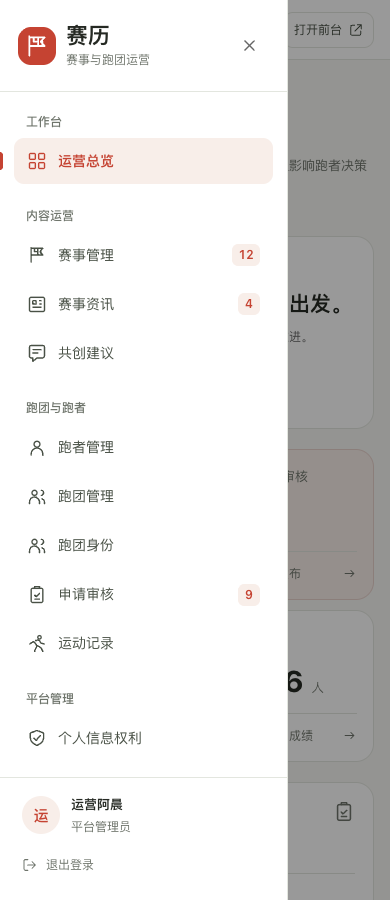 赛历
赛事与跑团运营
打开前台
工作台
运营总览
影响跑者决策
内容运营
赛事管理
12
赛事资讯
4
出发。
进。
共创建议
跑团与跑者
跑者管理
审核
跑团管理
跑团身份
申请审核
9
布
运动记录
6 人
平台管理
个人信息权利
成绩
运
运营阿晨
平台管理员
退出登录